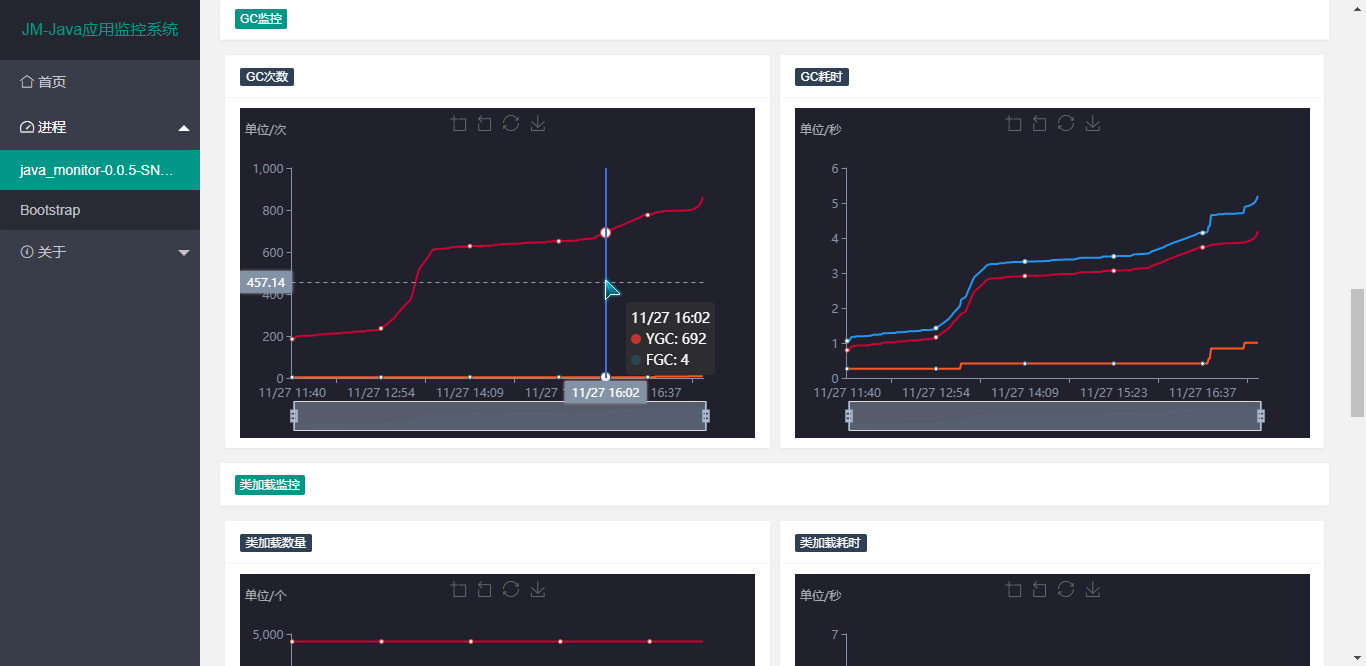 JM-Java应用监控系统
首页
进程
java_monitor-0.0.5-SN...
Bootstrap
关于
GC监控
GC次数
单位/次
1,000
800
600
457.14
400
200
0
11/27 16:02
YGC: 692
FGC: 4
11/27 11:40
11/27 12:54
11/27 14:09
11/27
11/27 16:02
16:37
GC耗时
单位/秒
6
5
4
3
2
1
0
11/27 11:40
11/27 12:54
11/27 14:09
11/27 15:23
11/27 16:37
类加载监控
类加载数量
单位/个
5,000
类加载耗时
单位/秒
7